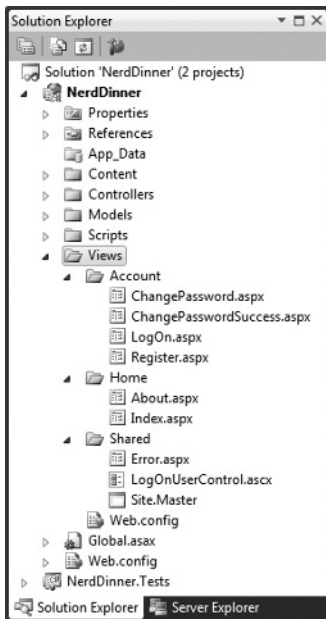 Solution Explorer
Solution 'NerdDinner' (2 projects)
NerdDinner
Properties
References
App_Data
Content
Controllers
Models
Scripts
Views
Account
ChangePassword.aspx
ChangePasswordSuccess.aspx
LogOn.aspx
Register.aspx
Home
About.aspx
Index.aspx
Shared
Error.aspx
LogOnUserControl.ascx
Site.Master
Web.config
Global.asax
Web.config
NerdDinner.Tests
Solution Explorer Server Explorer